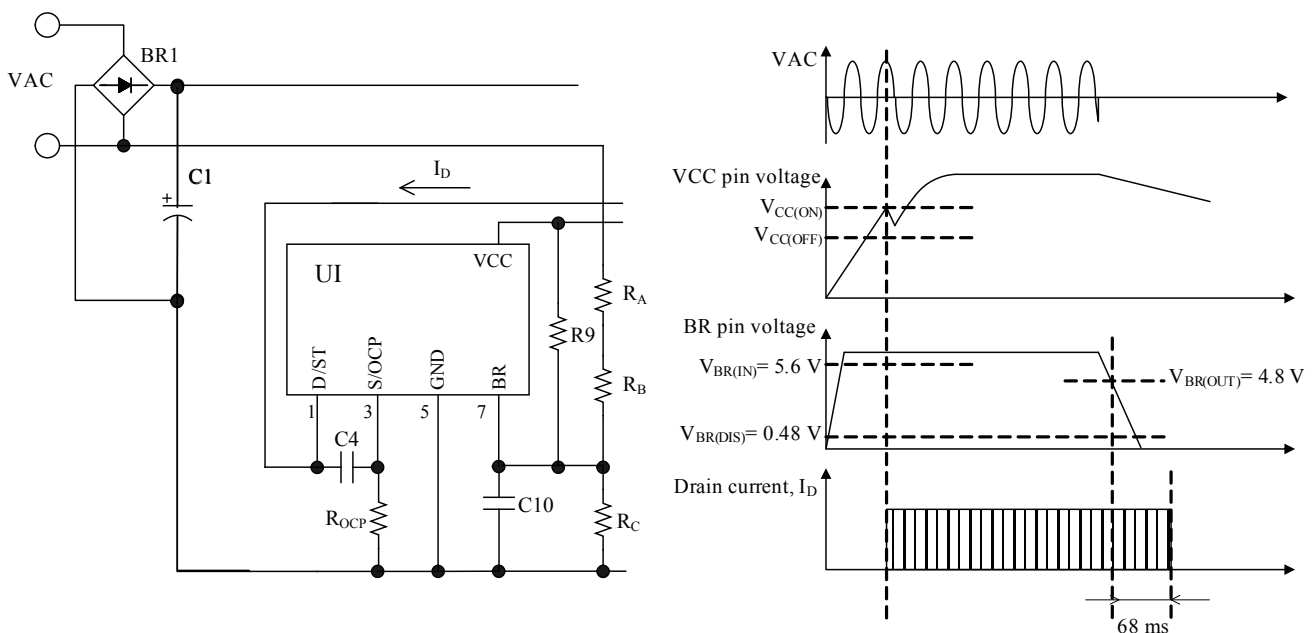 BR1
VAC
C1
+
I_D
VCC
UI
R_A
R9
R_B
D/ST
S/OCP
GND
BR
1
3
5
7
C4
C10
R_OCP
R_C
VAC
VCC pin voltage
V_CC(ON)
V_CC(OFF)
BR pin voltage
V_BR(IN)= 5.6 V
V_BR(OUT)= 4.8 V
V_BR(DIS)= 0.48 V
Drain current, I_D
68 ms